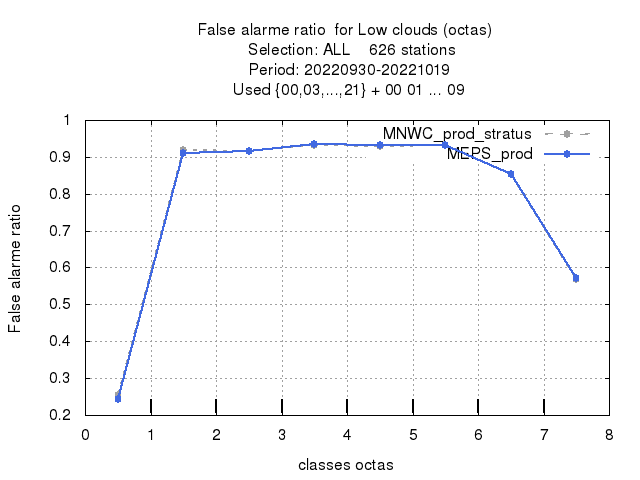 False alarme ratio  for Low clouds (octas)
Selection: ALL    626 stations
Period: 20220930-20221019
Used {00,03,...,21} + 00 01 ... 09
MNWC_prod_stratus
MEPS_prod
False alarme ratio
1
0.9
0.8
0.7
0.6
0.5
0.4
0.3
0.2
0 1 2 3 4 5 6 7 8
classes octas